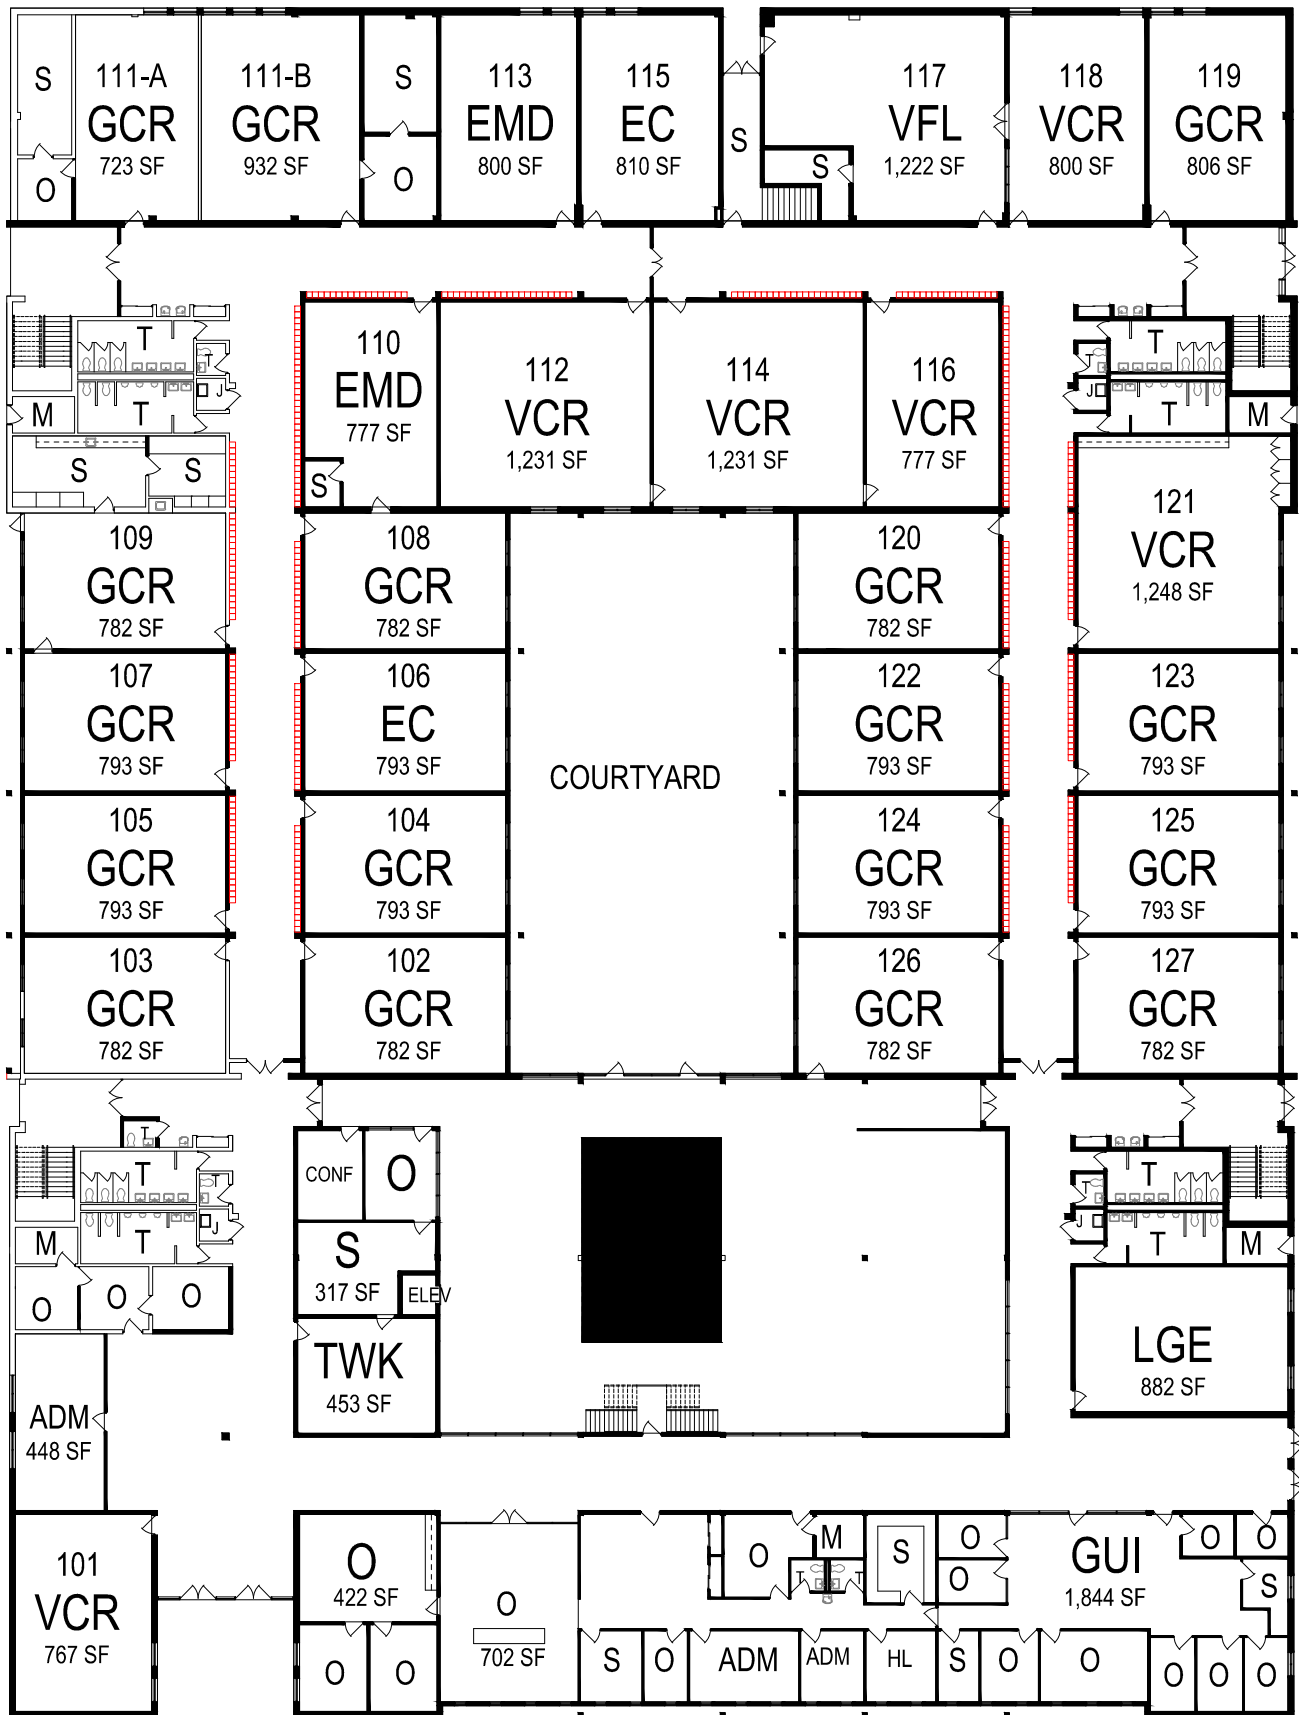 S
111-A
GCR
723 SF
O
111-B
GCR
932 SF
S
O
113
EMD
800 SF
115
EC
810 SF
S
117
VFL
1,222 SF
S
118
VCR
800 SF
119
GCR
806 SF
T
T
J
T
M
S
S
110
EMD
777 SF
S
112
VCR
1,231 SF
114
VCR
1,231 SF
116
VCR
777 SF
T
T
J
T
M
121
VCR
1,248 SF
109
GCR
782 SF
108
GCR
782 SF
120
GCR
782 SF
107
GCR
793 SF
106
EC
793 SF
COURTYARD
122
GCR
793 SF
123
GCR
793 SF
105
GCR
793 SF
104
GCR
793 SF
124
GCR
793 SF
125
GCR
793 SF
103
GCR
782 SF
102
GCR
782 SF
126
GCR
782 SF
127
GCR
782 SF
T
T
T
J
T
M
O
O
O
CONF
O
S
317 SF
ELEV
TWK
453 SF
T
T
J
T
M
LGE
882 SF
ADM
448 SF
101
VCR
767 SF
O
422 SF
O
O
O
702 SF
O
M
T
T
S
O
O
GUI
1,844 SF
O
O
S
S
O
ADM
ADM
HL
S
O
O
O
O
O